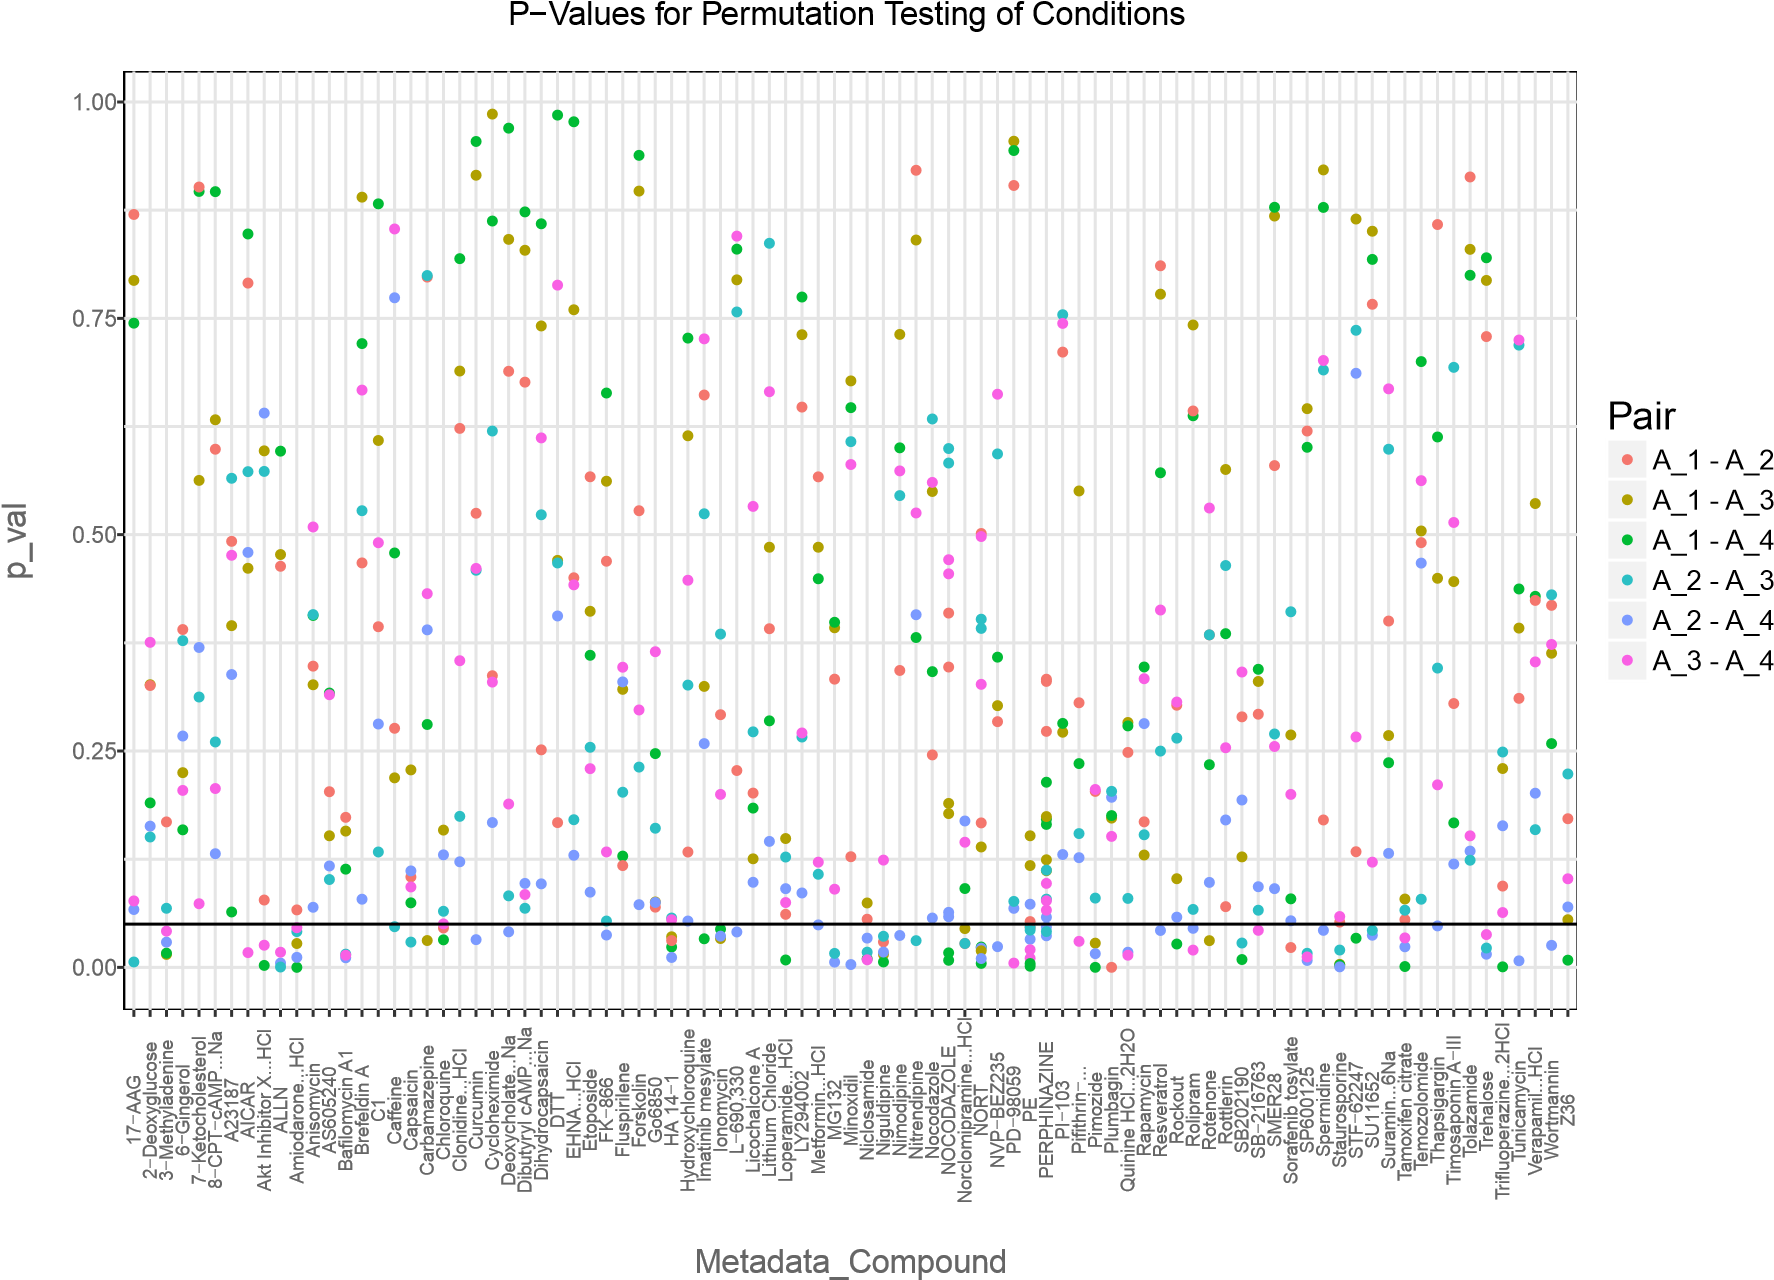 P−Values for Permutation Testing of Conditions
1.00
0.75
0.50
0.25
0.00
p_val
17−AAG
2−Deoxyglucose
3−Methyladenine
6−Gingerol
7−Ketocholesterol
8−CPT−cAMP...Na
A23187
AICAR
Akt Inhibitor X...HCl
ALLN
Amiodarone...HCl
Anisomycin
AS605240
Bafilomycin A1
Brefeldin A
C1
Caffeine
Capsaicin
Carbamazepine
Chloroquine
Clonidine...HCl
Curcumin
Cycloheximide
Deoxycholate...Na
Dibutyryl cAMP...Na
Dihydrocapsaicin
DTT
EHNA...HCl
Etoposide
FK−866
Fluspirilene
Forskolin
Go6850
HA 14−1
Hydroxychloroquine
Imatinib mesylate
Ionomycin
L−690,330
Licochalcone A
Lithium Chloride
Loperamide...HCl
LY294002
Metformin...HCl
MG132
Minoxidil
Niclosamide
Niguldipine
Nimodipine
Nitrendipine
Nocodazole
NOCODAZOLE
Norclomipramine...HCl
NORT
NVP−BEZ235
PD−98059
PE
PERPHINAZINE
PI−103
Pifithrin−...
Pimozide
Plumbagin
Quinine HCl...2H2O
Rapamycin
Resveratrol
Rockout
Rolipram
Rotenone
Rottlerin
SB202190
SB−216763
SMER28
Sorafenib tosylate
SP600125
Spermidine
Staurosporine
STF−62247
SU11652
Suramin...6Na
Tamoxifen citrate
Temozolomide
Thapsigargin
Timosaponin A−III
Tolazamide
Trehalose
Trifluoperazine...2HCl
Tunicamycin
Verapamil...HCl
Wortmannin
Z36
Metadata_Compound
Pair
A_1 - A_2
A_1 - A_3
A_1 - A_4
A_2 - A_3
A_2 - A_4
A_3 - A_4